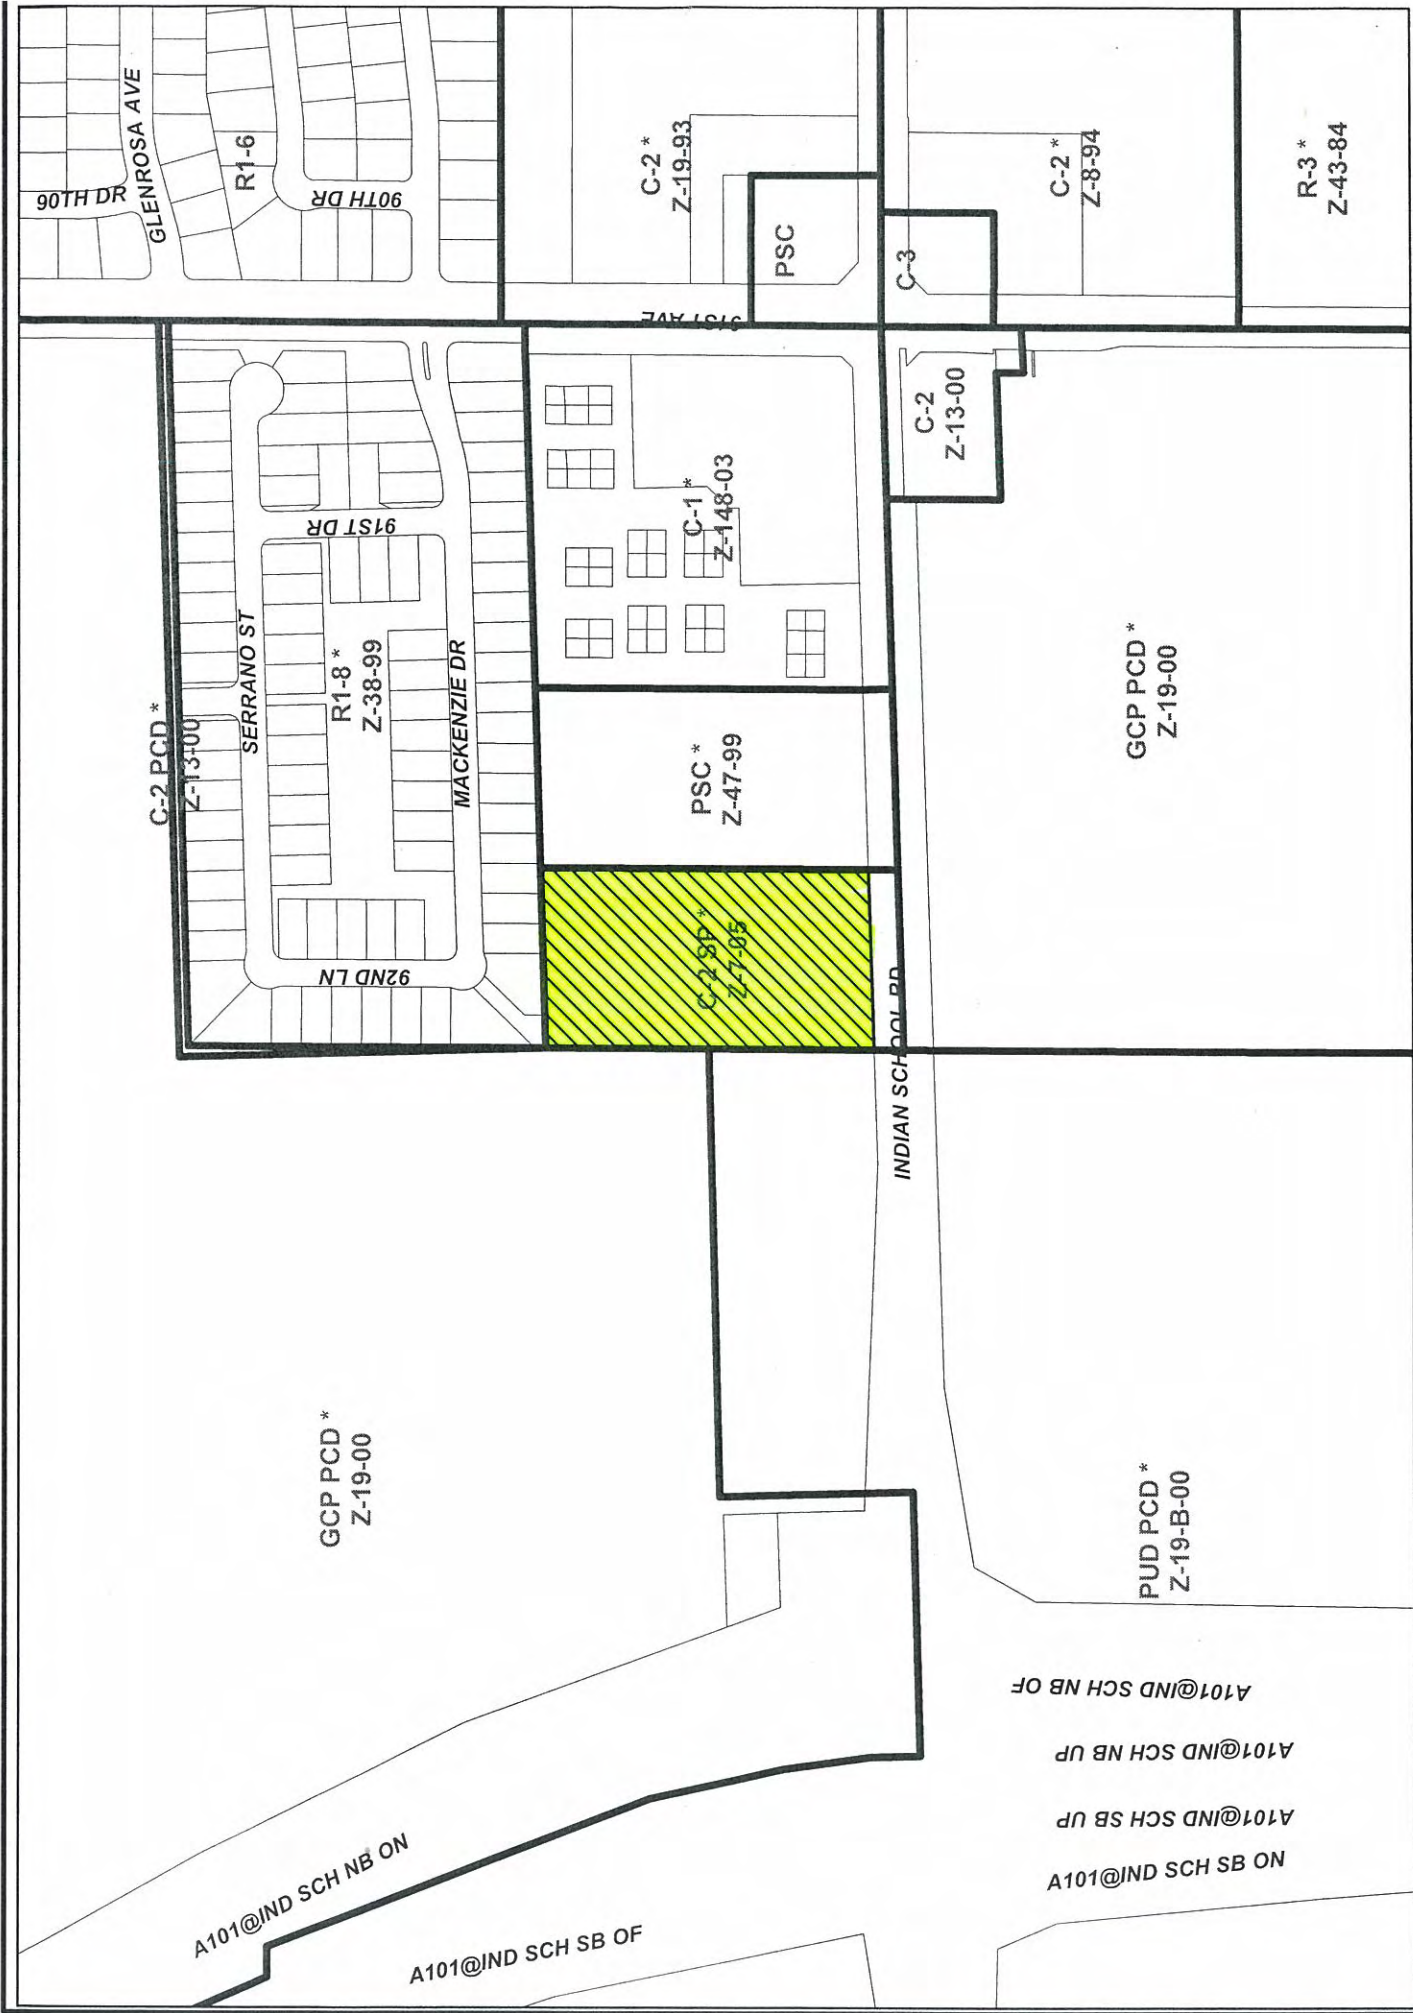 90TH DR
GLENROSA AVE
R1-6
90TH DR
C-2 *
Z-19-93
PSC
C-3
C-2 *
Z-8-94
R-3 *
Z-43-84
91ST AVE
C-2
Z-13-00
C-1 *
Z-148-03
91ST DR
SERRANO ST
R1-8 *
Z-38-99
MACKENZIE DR
C-2 PCD *
Z-13-00
PSC *
Z-47-99
GCP PCD *
Z-19-00
92ND LN
C-2 SP *
Z-7-05
INDIAN SCHOOL RD
GCP PCD *
Z-19-00
PUD PCD *
Z-19-B-00
A101@IND SCH NB OF
A101@IND SCH NB UP
A101@IND SCH SB UP
A101@IND SCH SB ON
A101@IND SCH NB ON
A101@IND SCH SB OF